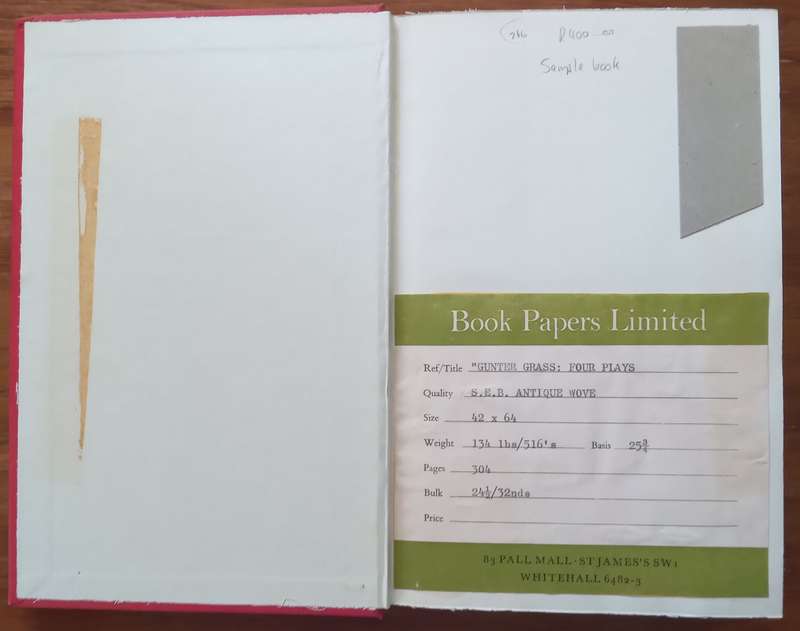 R400-00
Sample book
Book Papers Limited
Ref/Title "GUNTER GRASS: FOUR PLAYS
Quality S.E.B. ANTIQUE WOVE
Size 42 x 64
Weight 134 lbs/516's Basis 25¾
Pages 304
Bulk 24½/32nds
Price
83 PALL MALL · ST JAMES'S SW1
WHITEHALL 6482-3